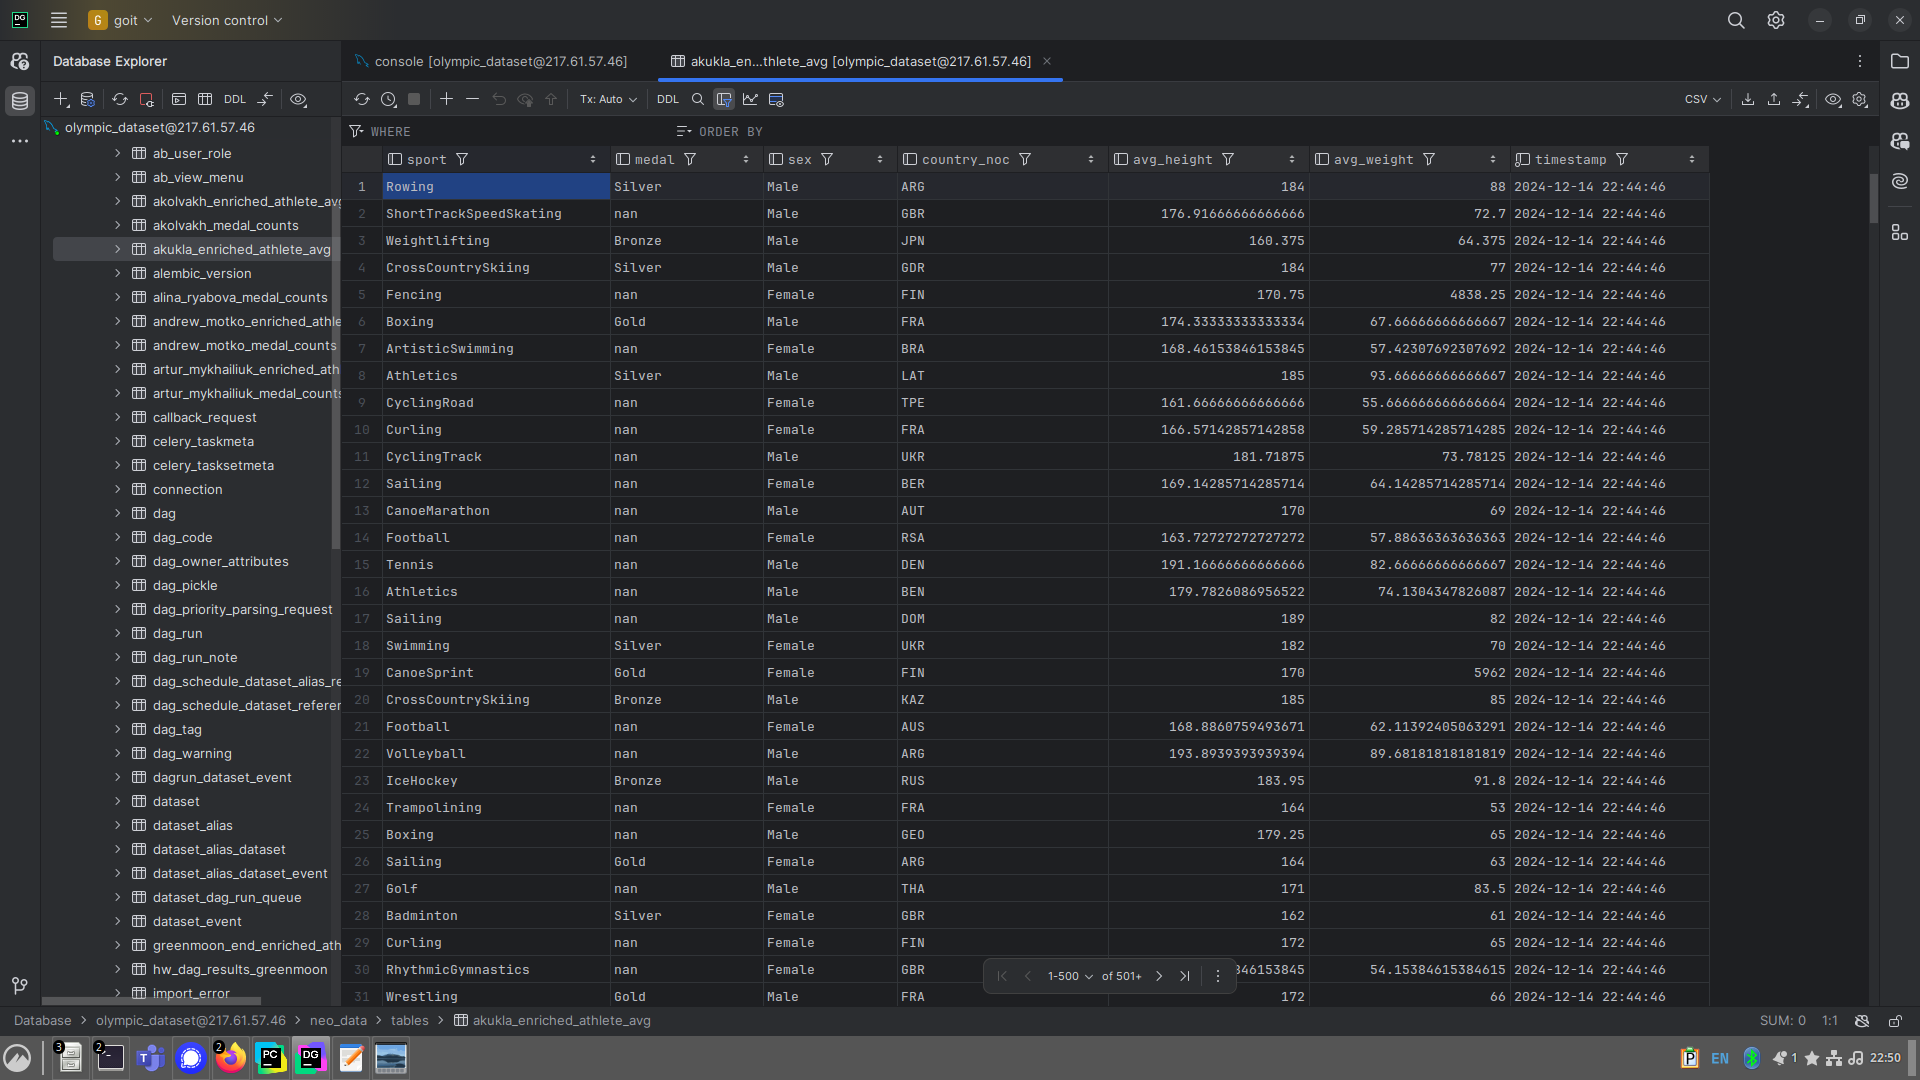 G goit Version control
Database Explorer
console [olympic_dataset@217.61.57.46]
akukla_en...thlete_avg [olympic_dataset@217.61.57.46]
DDL
Tx: Auto DDL CSV
olympic_dataset@217.61.57.46
ab_user_role
ab_view_menu
akolvakh_enriched_athlete_avg
akolvakh_medal_counts
akukla_enriched_athlete_avg
alembic_version
alina_ryabova_medal_counts
andrew_motko_enriched_athle
andrew_motko_medal_counts
artur_mykhailiuk_enriched_ath
artur_mykhailiuk_medal_counts
callback_request
celery_taskmeta
celery_tasksetmeta
connection
dag
dag_code
dag_owner_attributes
dag_pickle
dag_priority_parsing_request
dag_run
dag_run_note
dag_schedule_dataset_alias_re
dag_schedule_dataset_referen
dag_tag
dag_warning
dagrun_dataset_event
dataset
dataset_alias
dataset_alias_dataset
dataset_alias_dataset_event
dataset_dag_run_queue
dataset_event
greenmoon_end_enriched_ath
hw_dag_results_greenmoon
import_error
WHERE ORDER BY
sport medal sex country_noc avg_height avg_weight timestamp
1 Rowing Silver Male ARG 184 88 2024-12-14 22:44:46
2 ShortTrackSpeedSkating nan Male GBR 176.91666666666666 72.7 2024-12-14 22:44:46
3 Weightlifting Bronze Male JPN 160.375 64.375 2024-12-14 22:44:46
4 CrossCountrySkiing Silver Male GDR 184 77 2024-12-14 22:44:46
5 Fencing nan Female FIN 170.75 4838.25 2024-12-14 22:44:46
6 Boxing Gold Male FRA 174.33333333333334 67.66666666666667 2024-12-14 22:44:46
7 ArtisticSwimming nan Female BRA 168.46153846153845 57.42307692307692 2024-12-14 22:44:46
8 Athletics Silver Male LAT 185 93.66666666666667 2024-12-14 22:44:46
9 CyclingRoad nan Female TPE 161.66666666666666 55.666666666666664 2024-12-14 22:44:46
10 Curling nan Female FRA 166.57142857142858 59.285714285714285 2024-12-14 22:44:46
11 CyclingTrack nan Male UKR 181.71875 73.78125 2024-12-14 22:44:46
12 Sailing nan Female BER 169.14285714285714 64.14285714285714 2024-12-14 22:44:46
13 CanoeMarathon nan Male AUT 170 69 2024-12-14 22:44:46
14 Football nan Female RSA 163.72727272727272 57.88636363636363 2024-12-14 22:44:46
15 Tennis nan Male DEN 191.16666666666666 82.66666666666667 2024-12-14 22:44:46
16 Athletics nan Male BEN 179.7826086956522 74.1304347826087 2024-12-14 22:44:46
17 Sailing nan Male DOM 189 82 2024-12-14 22:44:46
18 Swimming Silver Female UKR 182 70 2024-12-14 22:44:46
19 CanoeSprint Gold Female FIN 170 5962 2024-12-14 22:44:46
20 CrossCountrySkiing Bronze Male KAZ 185 85 2024-12-14 22:44:46
21 Football nan Female AUS 168.8860759493671 62.11392405063291 2024-12-14 22:44:46
22 Volleyball nan Male ARG 193.8939393939394 89.68181818181819 2024-12-14 22:44:46
23 IceHockey Bronze Male RUS 183.95 91.8 2024-12-14 22:44:46
24 Trampolining nan Female FRA 164 53 2024-12-14 22:44:46
25 Boxing nan Male GEO 179.25 65 2024-12-14 22:44:46
26 Sailing Gold Female ARG 164 63 2024-12-14 22:44:46
27 Golf nan Male THA 171 83.5 2024-12-14 22:44:46
28 Badminton Silver Female GBR 162 61 2024-12-14 22:44:46
29 Curling nan Female FIN 172 65 2024-12-14 22:44:46
30 RhythmicGymnastics nan Female GBR 846153845 54.15384615384615 2024-12-14 22:44:46
31 Wrestling Gold Male FRA 172 66 2024-12-14 22:44:46
1-500 of 501+
Database olympic_dataset@217.61.57.46 neo_data tables akukla_enriched_athlete_avg SUM: 0 1:1
3 2 2 PC DG P EN 1 22:50